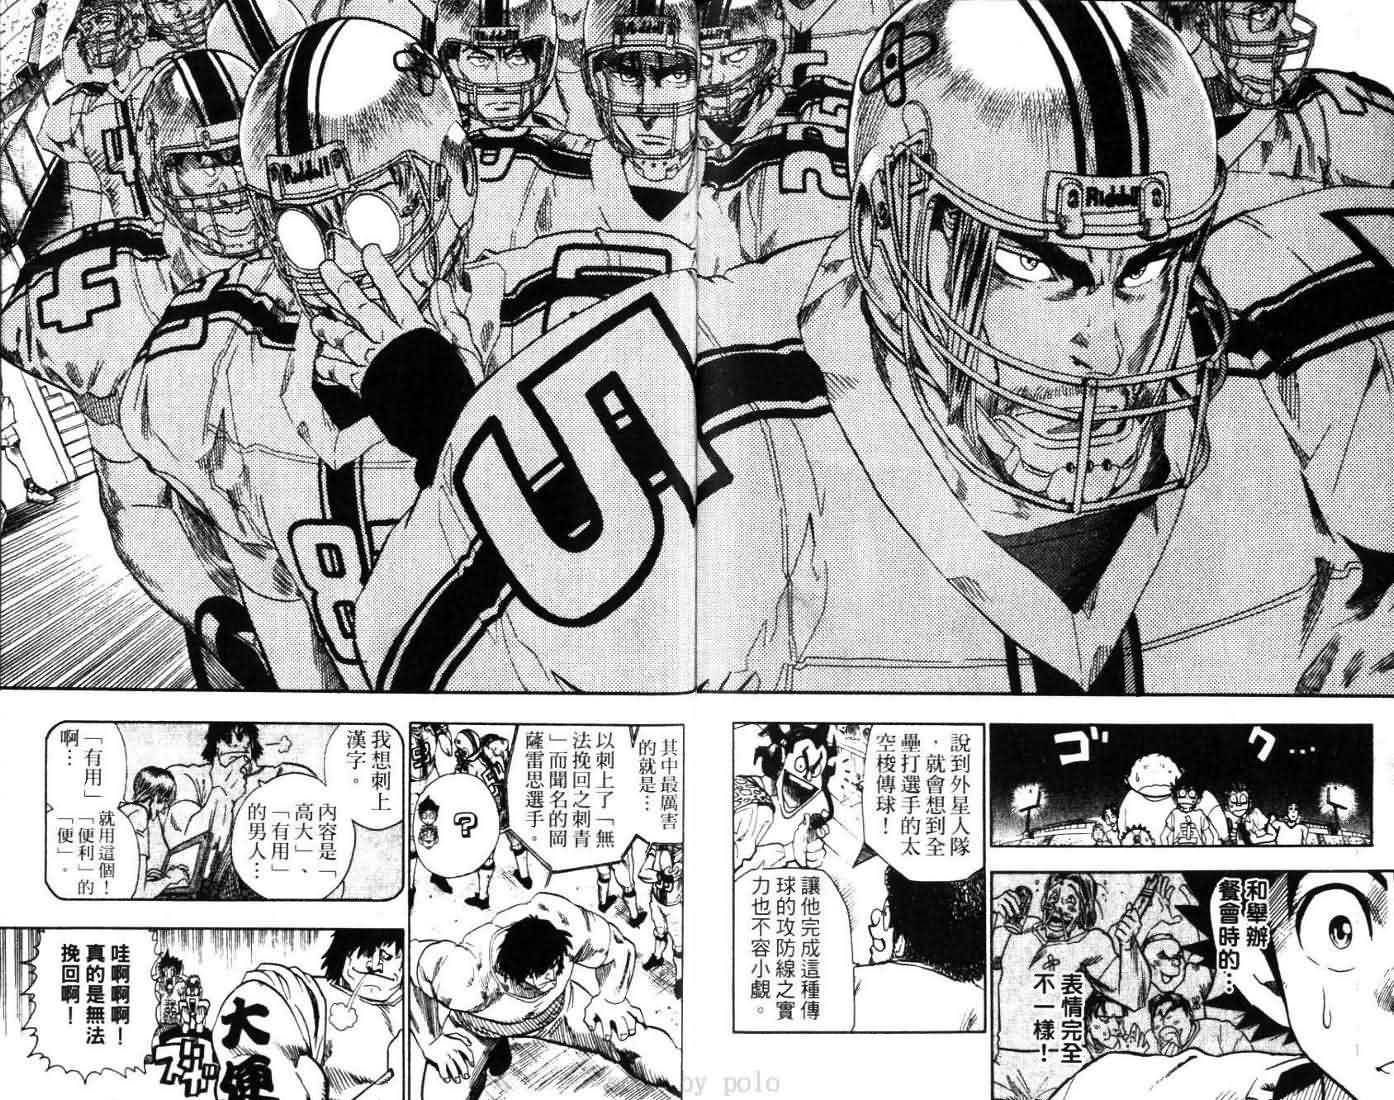 Riddell
Riddell
Riddell
5
8
ゴ
ク…
和舉辦
餐會時的…
表情完全
不一樣！
說到外星人隊
，就會想到全
壘打選手的太
空梭傳球！
讓他完成這種傳
球的攻防線之實
力也不容小覷。
其中最厲害
的就是…
以刺上了「無
法挽回之刺青
」而聞名的岡
薩雷思選手。
？
我想刺上
漢字。
內容是「
高大」、
「有用」
的男人…
「有用」
啊…
就用這個！
「便利」的
「便」。
大便
哇啊啊啊！
真的是無法
挽回啊！
by polo